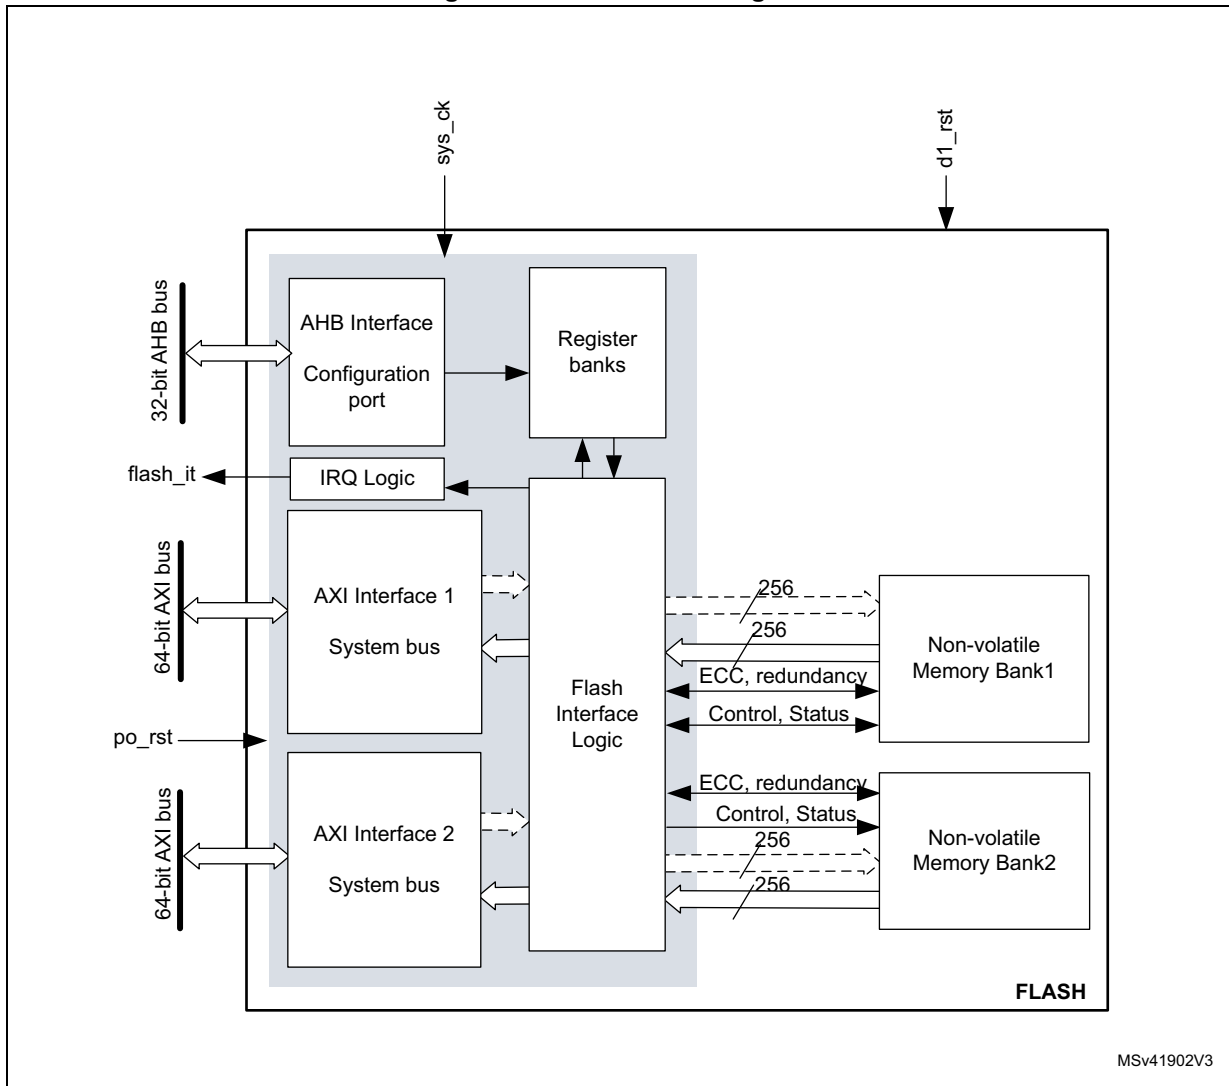 sys_ck
d1_rst
32-bit AHB bus
AHB Interface
Configuration
port
Register
banks
flash_it
IRQ Logic
64-bit AXI bus
AXI Interface 1
System bus
Flash
Interface
Logic
256
256
ECC, redundancy
Control, Status
Non-volatile
Memory Bank1
po_rst
64-bit AXI bus
AXI Interface 2
System bus
ECC, redundancy
Control, Status
256
256
Non-volatile
Memory Bank2
FLASH
MSv41902V3